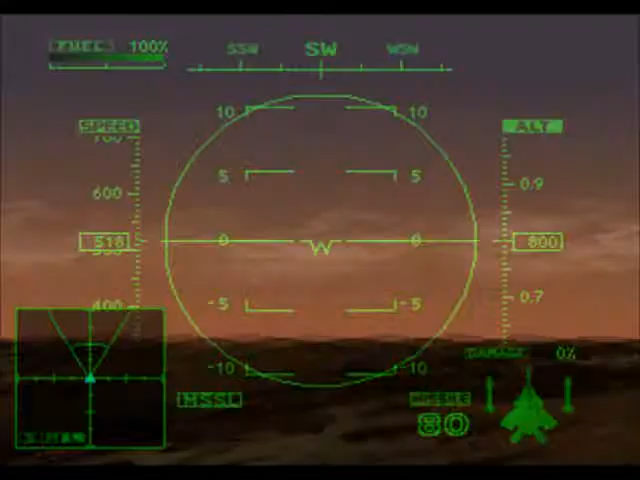 FUEL 100%
SSW SW WSW
10 10
SPEED ALT
700
5 5
600 0.9
518 0 0 800
400 -5 -5 0.7
DAMAGE 0%
-10 -10
MSSL
80